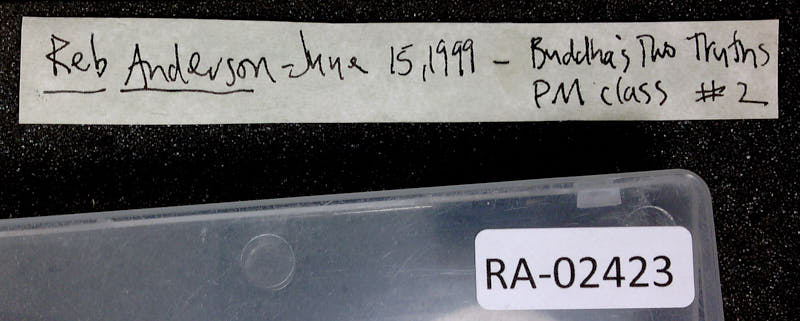 Reb Anderson - June 15, 1999 - Buddha's Two Truths
PM class # 2
RA-02423